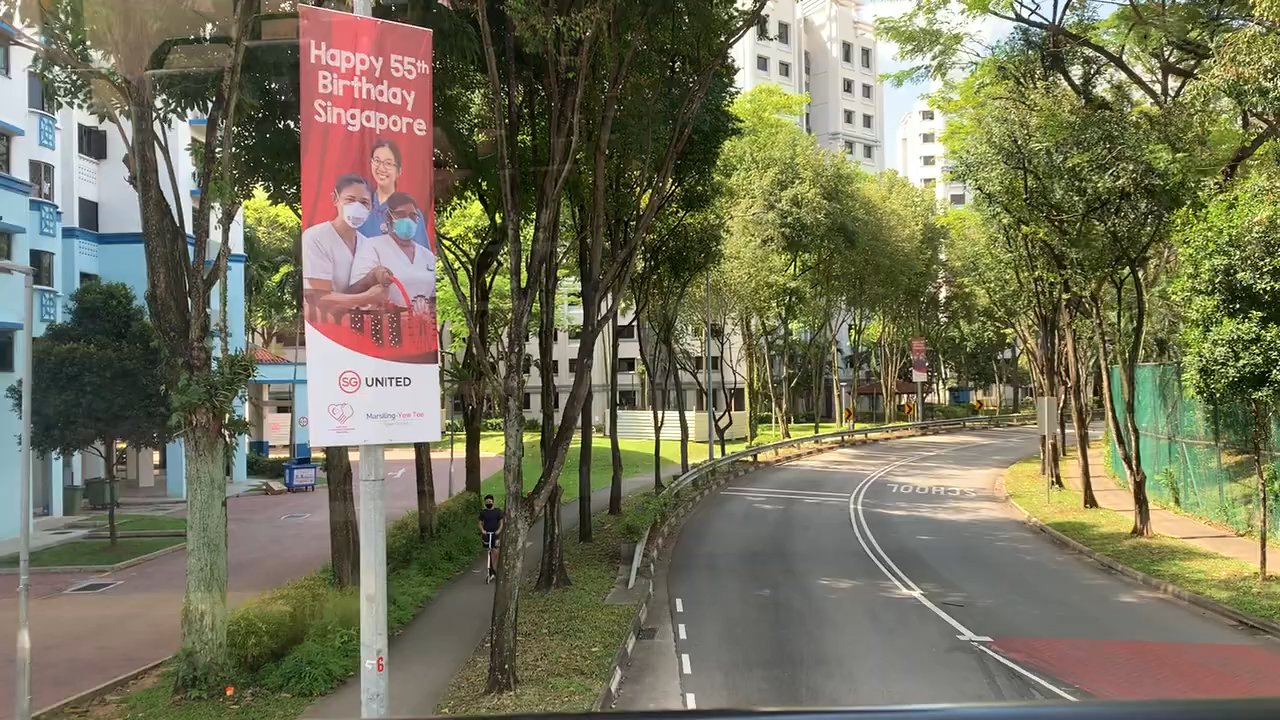 Happy 55th
Birthday
Singapore
SG UNITED
Marsiling-Yew Tee
SCHOOL
6